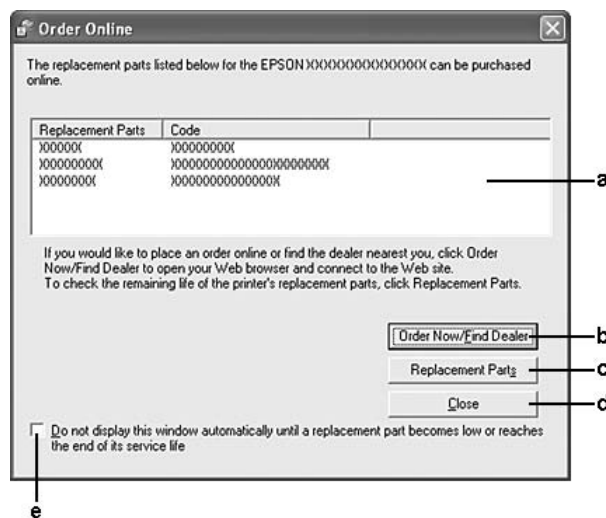 Order Online
The replacement parts listed below for the EPSON XXXXXXXXXXXXXXXX can be purchased
online.
Replacement Parts Code
XXXXXX XXXXXXXXX
XXXXXXXXX XXXXXXXXXXXXXXXXXXXXXXX
XXXXXXXX XXXXXXXXXXXXXXXX
a
If you would like to place an order online or find the dealer nearest you, click Order
Now/Find Dealer to open your Web browser and connect to the Web site.
To check the remaining life of the printer's replacement parts, click Replacement Parts.
Order Now/Find Dealer b
Replacement Parts c
Close d
Do not display this window automatically until a replacement part becomes low or reaches
the end of its service life
e